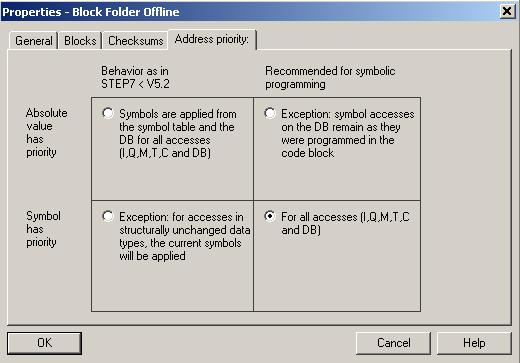 Properties - Block Folder Offline
General
Blocks
Checksums
Address priority:
Behavior as in
STEP7 < V5.2
Recommended for symbolic
programming
Absolute
value
has
priority
Symbols are applied from
the symbol table and the
DB for all accesses
(I,Q,M,T,C and DB)
Exception: symbol accesses
on the DB remain as they
were programmed in the
code block
Symbol
has
priority
Exception: for accesses in
structurally unchanged data
types, the current symbols
will be applied
For all accesses (I,Q,M,T,C
and DB)
OK
Cancel
Help